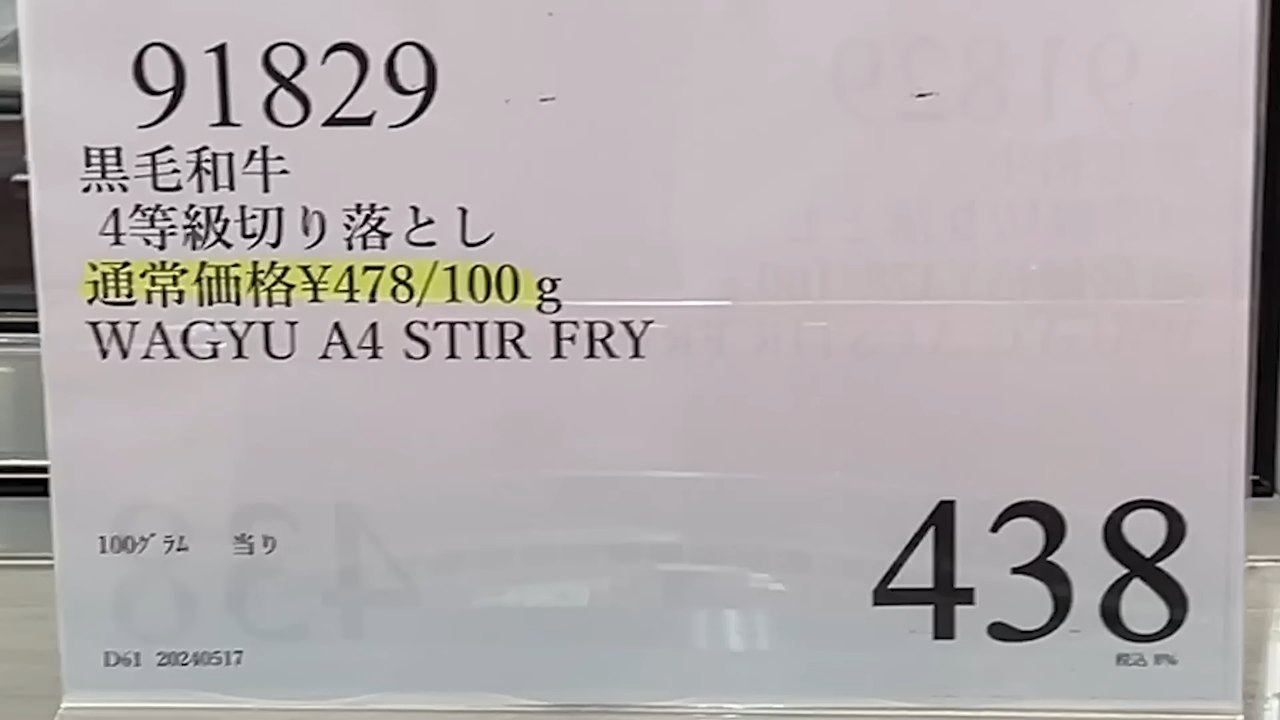 91829
黒毛和牛
4等級切り落とし
通常価格¥478/100 g
WAGYU A4 STIR FRY
100グラム 当り
438
D61 20240517
税込 8%